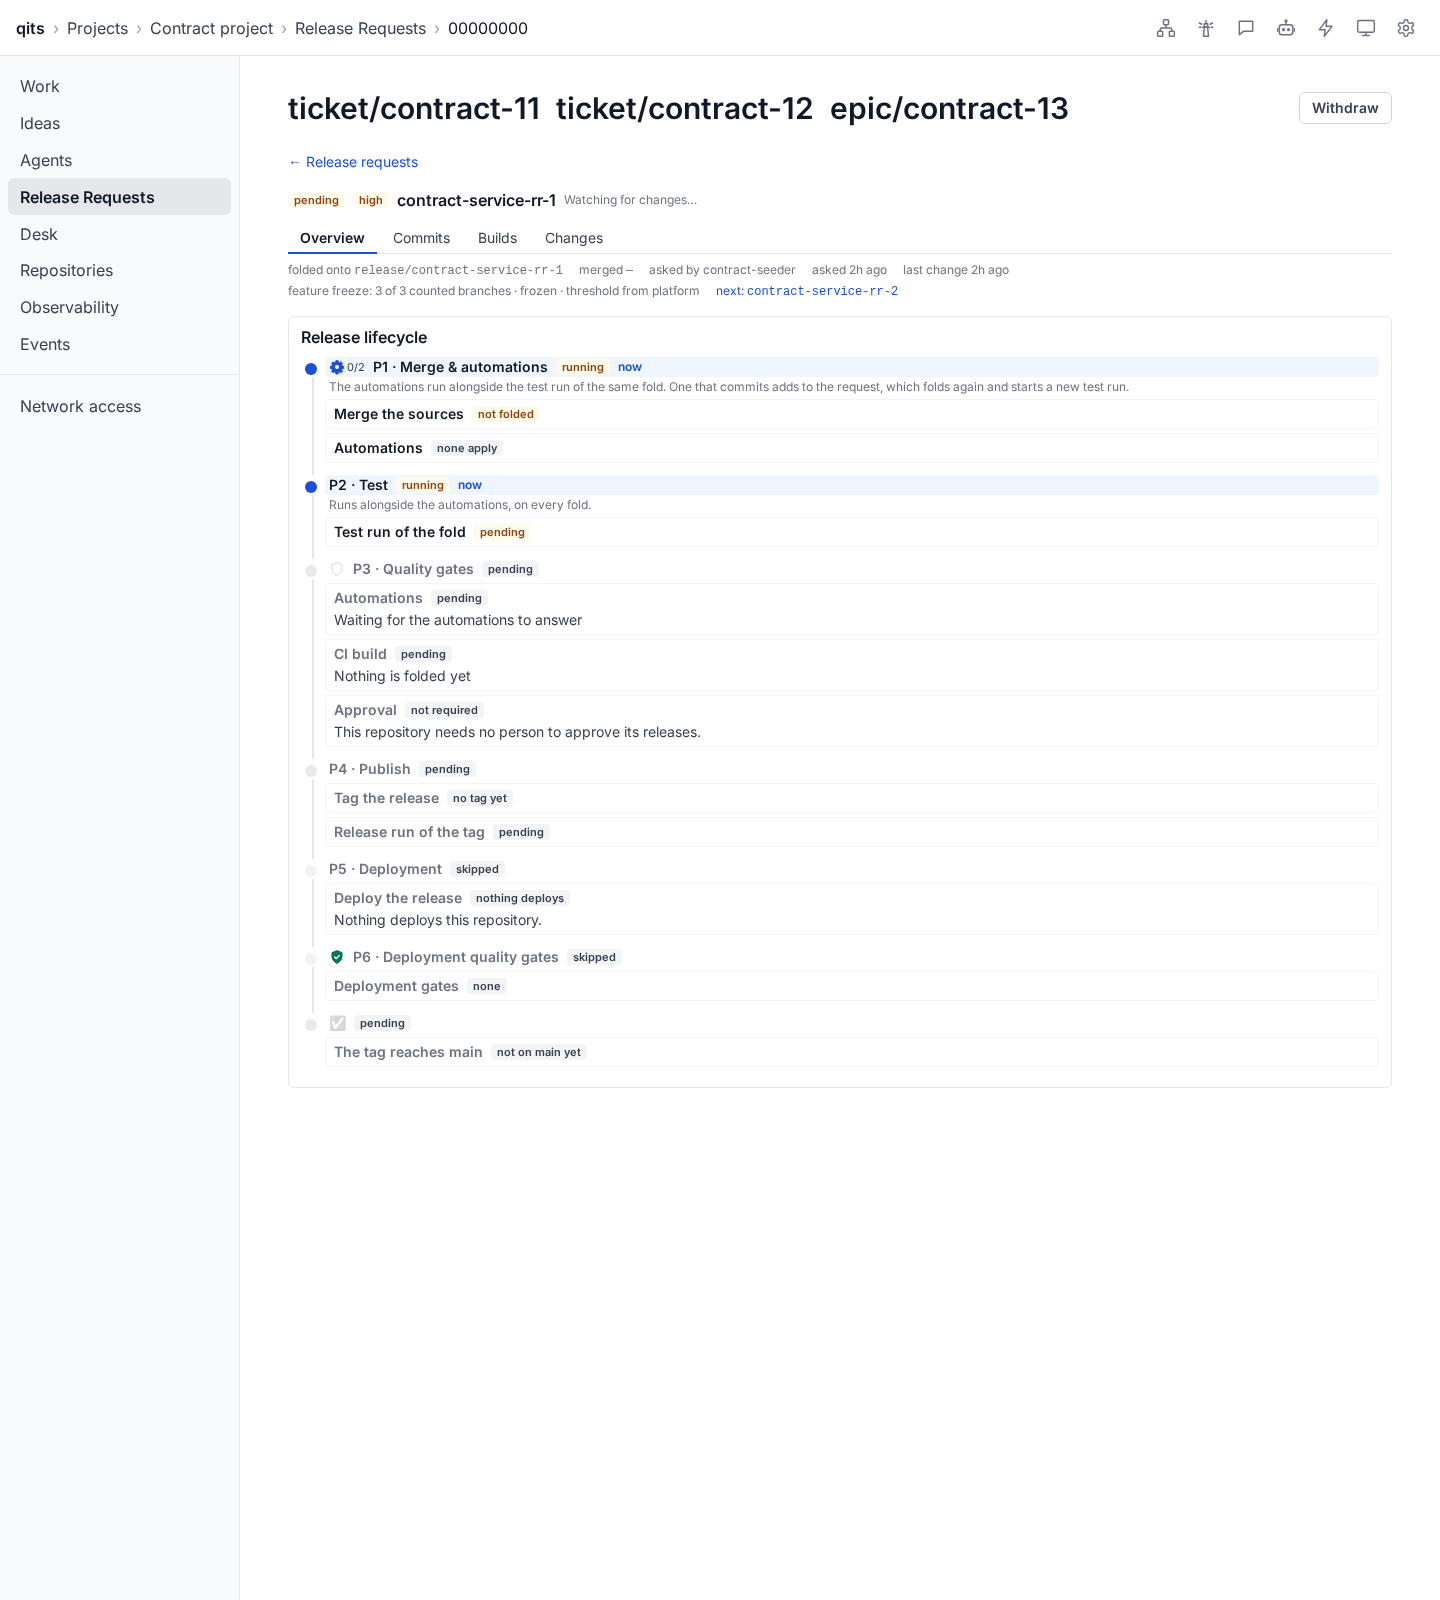 qits › Projects › Contract project › Release Requests › 00000000
Work
Ideas
Agents
Release Requests
Desk
Repositories
Observability
Events
Network access
ticket/contract-11 ticket/contract-12 epic/contract-13
Withdraw
← Release requests
pending high contract-service-rr-1 Watching for changes...
Overview Commits Builds Changes
folded onto release/contract-service-rr-1 merged — asked by contract-seeder asked 2h ago last change 2h ago
feature freeze: 3 of 3 counted branches · frozen · threshold from platform next: contract-service-rr-2
Release lifecycle
0/2 P1 · Merge & automations running now
The automations run alongside the test run of the same fold. One that commits adds to the request, which folds again and starts a new test run.
Merge the sources not folded
Automations none apply
P2 · Test running now
Runs alongside the automations, on every fold.
Test run of the fold pending
P3 · Quality gates pending
Automations pending
Waiting for the automations to answer
CI build pending
Nothing is folded yet
Approval not required
This repository needs no person to approve its releases.
P4 · Publish pending
Tag the release no tag yet
Release run of the tag pending
P5 · Deployment skipped
Deploy the release nothing deploys
Nothing deploys this repository.
P6 · Deployment quality gates skipped
Deployment gates none
☑ pending
The tag reaches main not on main yet